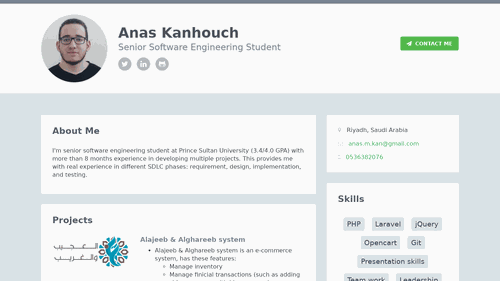 Anas Kanhouch
Senior Software Engineering Student
CONTACT ME
About Me
I'm senior software engineering student at Prince Sultan University (3.4/4.0 GPA) with
more than 8 months experience in developing multiple projects. This provides me
with real experience in different SDLC phases; requirement, design, implementation,
and testing.
Riyadh, Saudi Arabia
anas.m.kan@gmail.com
0536382076
Projects
العجيب
والغريب
Alajeeb & Alghareeb system
• Alajeeb & Alghareeb system is an e-commerce
system, has these features:
◦ Manage inventory
◦ Manage finicial transactions (such as adding
Skills
PHP
Laravel
jQuery
Opencart
Git
Presentation skills
Team work
Leadership